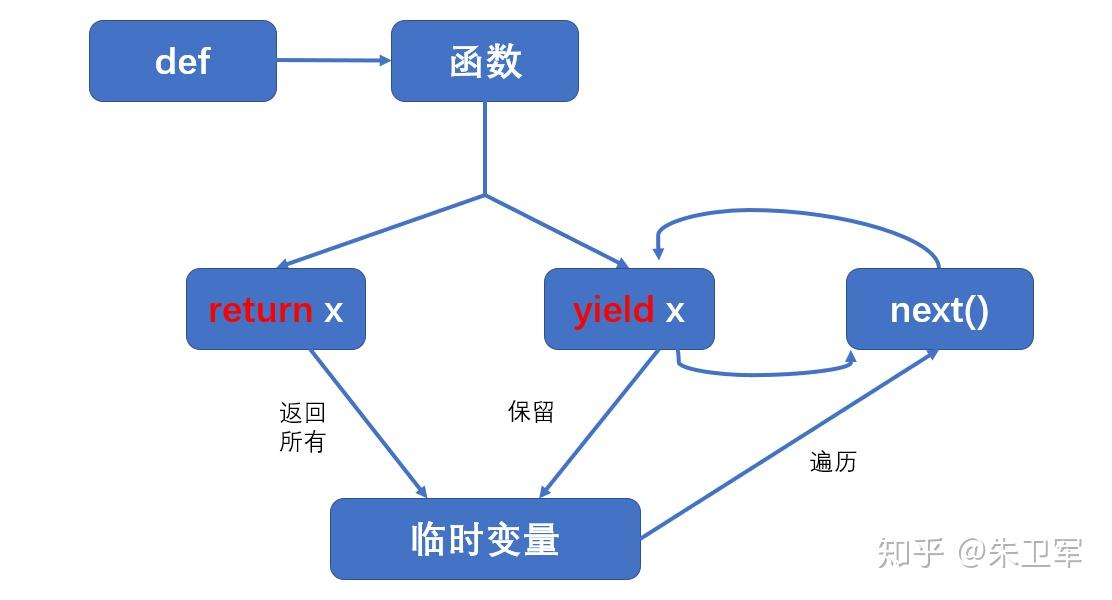 def
函数
return x
yield x
next()
返回
所有
保留
遍历
临时变量
知乎 @朱卫军